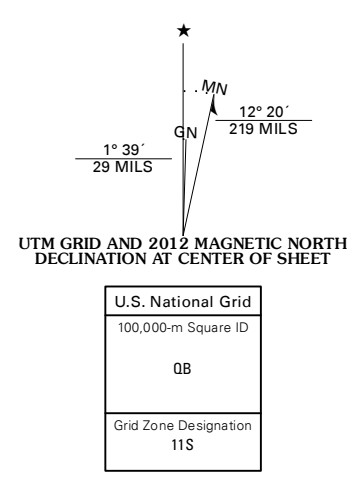 ★
MN
GN
12° 20´
219 MILS
1° 39´
29 MILS
UTM GRID AND 2012 MAGNETIC NORTH
DECLINATION AT CENTER OF SHEET
U.S. National Grid
100,000-m Square ID
QB
Grid Zone Designation
11S